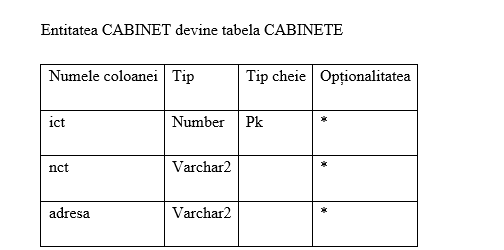 Entitatea CABINET devine tabela CABINETE
Numele coloanei Tip Tip cheie Opționalitatea
ict Number Pk *
nct Varchar2 *
adresa Varchar2 *